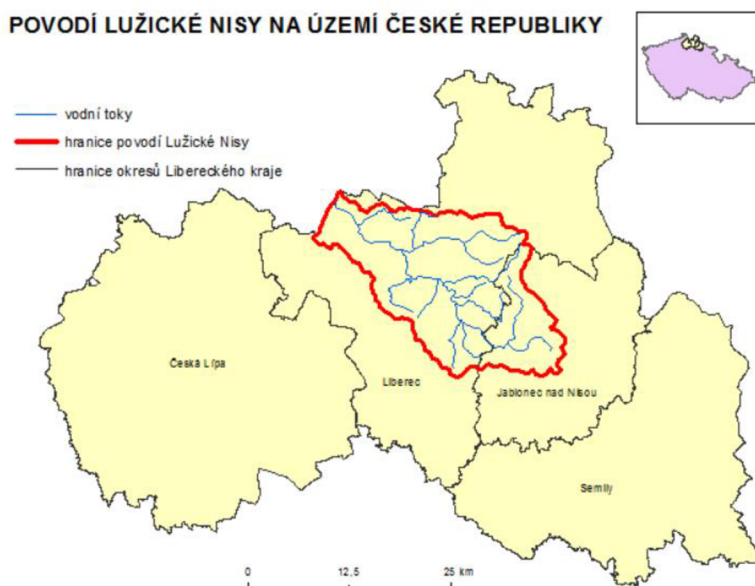 POVODÍ LUŽICKÉ NISY NA ÚZEMÍ ČESKÉ REPUBLIKY
vodní toky
hranice povodí Lužické Nisy
hranice okresů Libereckého kraje
Česká Lípa
Liberec
Jablonec nad Nisou
Semily
0 12,5 25 km